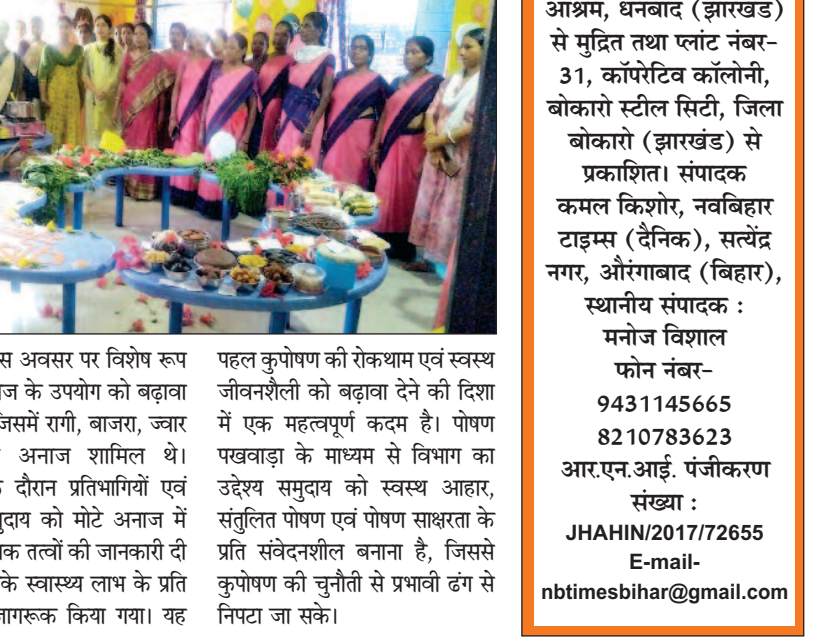 स अवसर पर विशेष रूप
ाज के उपयोग को बढ़ावा
जिसमें रागी, बाजरा, ज्वार
अनाज शामिल थे।
दौरान प्रतिभागियों एवं
मुदाय को मोटे अनाज में
क तत्वों की जानकारी दी
के स्वास्थ्य लाभ के प्रति
जागरूक किया गया। यह
पहल कुपोषण की रोकथाम एवं स्वस्थ
जीवनशैली को बढ़ावा देने की दिशा
में एक महत्वपूर्ण कदम है। पोषण
पखवाड़ा के माध्यम से विभाग का
उद्देश्य समुदाय को स्वस्थ आहार,
संतुलित पोषण एवं पोषण साक्षरता के
प्रति संवेदनशील बनाना है, जिससे
कुपोषण की चुनौती से प्रभावी ढंग से
निपटा जा सके।
आश्रम, धनबाद (झारखंड)
से मुद्रित तथा प्लांट नंबर-
31, कॉपरेटिव कॉलोनी,
बोकारो स्टील सिटी, जिला
बोकारो (झारखंड) से
प्रकाशित। संपादक
कमल किशोर, नवबिहार
टाइम्स (दैनिक), सत्येंद्र
नगर, औरंगाबाद (बिहार),
स्थानीय संपादक :
मनोज विशाल
फोन नंबर-
9431145665
8210783623
आर.एन.आई. पंजीकरण
संख्या :
JHAHIN/2017/72655
E-mail-
nbtimesbihar@gmail.com